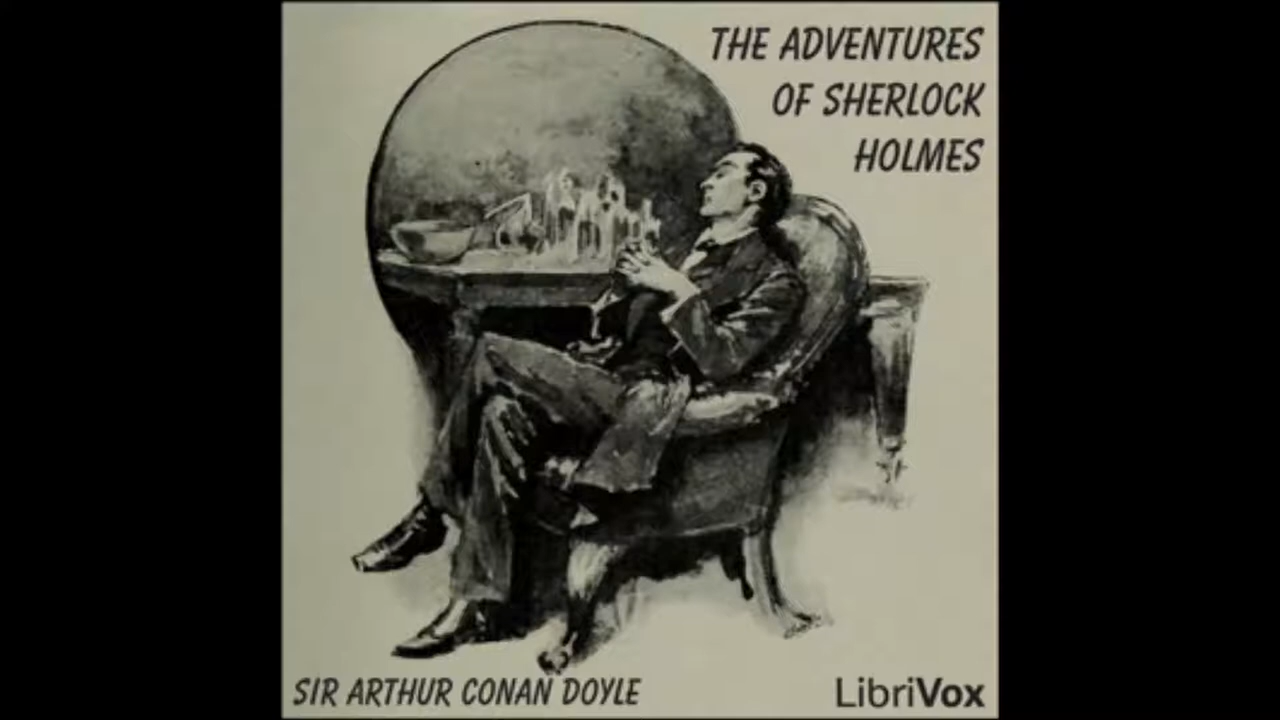 THE ADVENTURES
OF SHERLOCK
HOLMES
SIR ARTHUR CONAN DOYLE
LibriVox